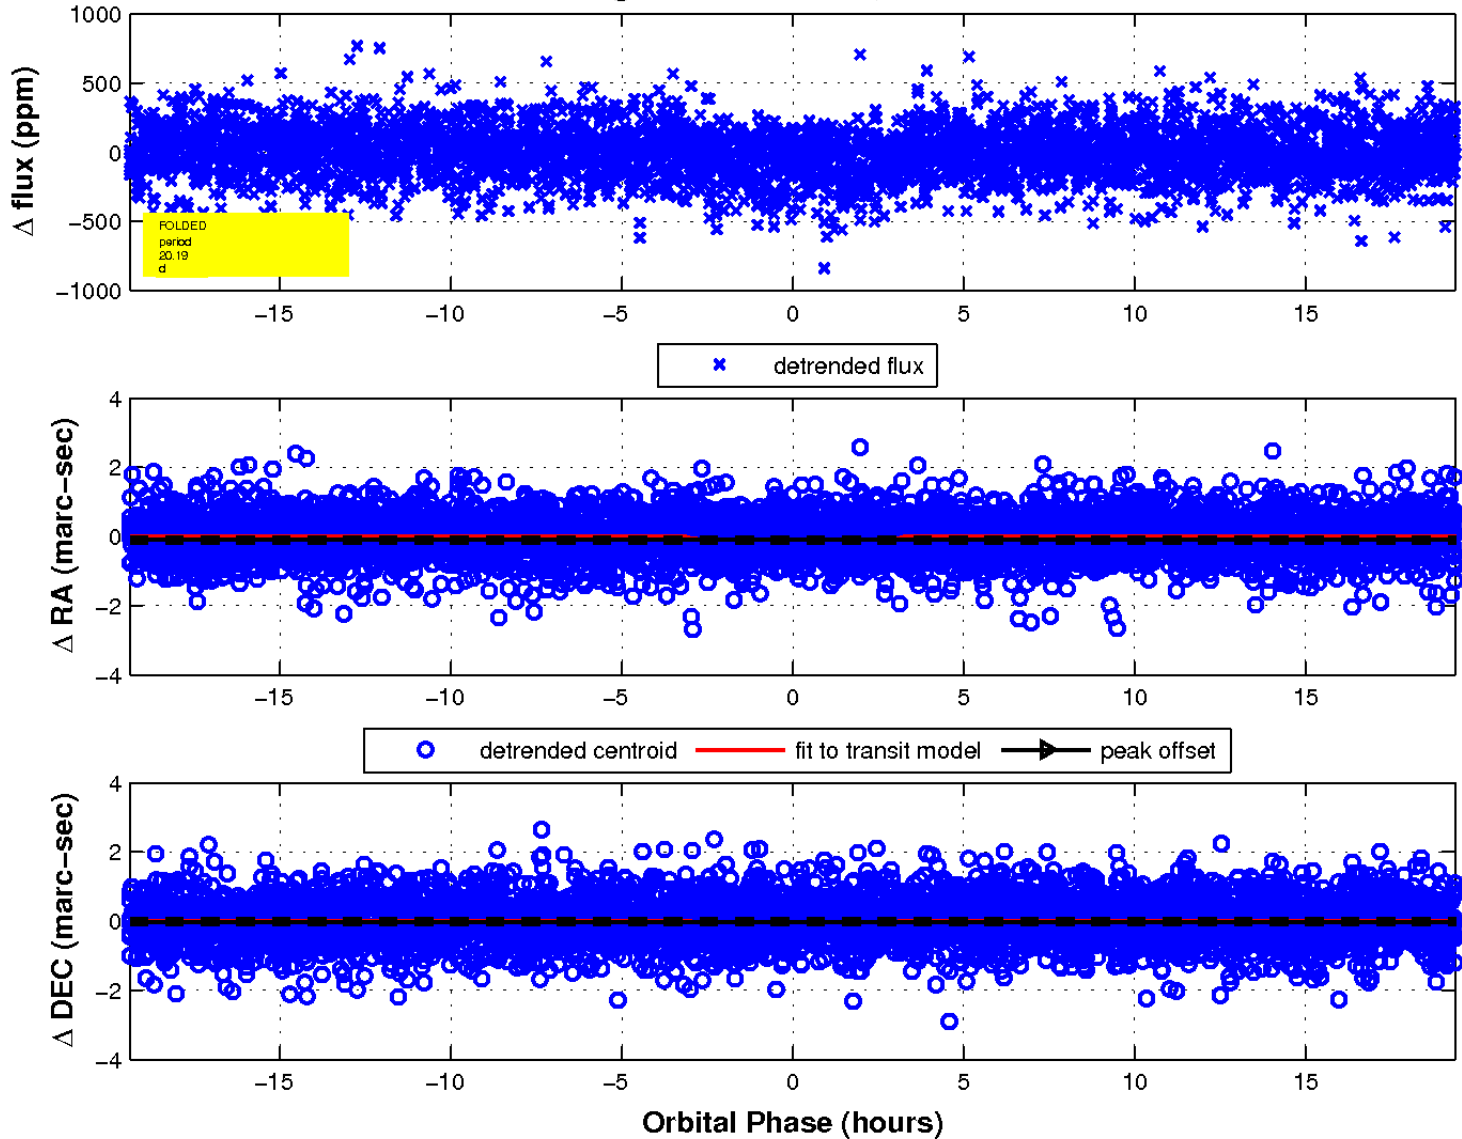 1000
500
0
−500
−1000
Δ flux (ppm)
FOLDED
period
20.19
d
−15 −10 −5 0 5 10 15
detrended flux
4
2
0
−2
−4
Δ RA (marc−sec)
−15 −10 −5 0 5 10 15
detrended centroid fit to transit model peak offset
4
2
0
−2
−4
Δ DEC (marc−sec)
−15 −10 −5 0 5 10 15
Orbital Phase (hours)